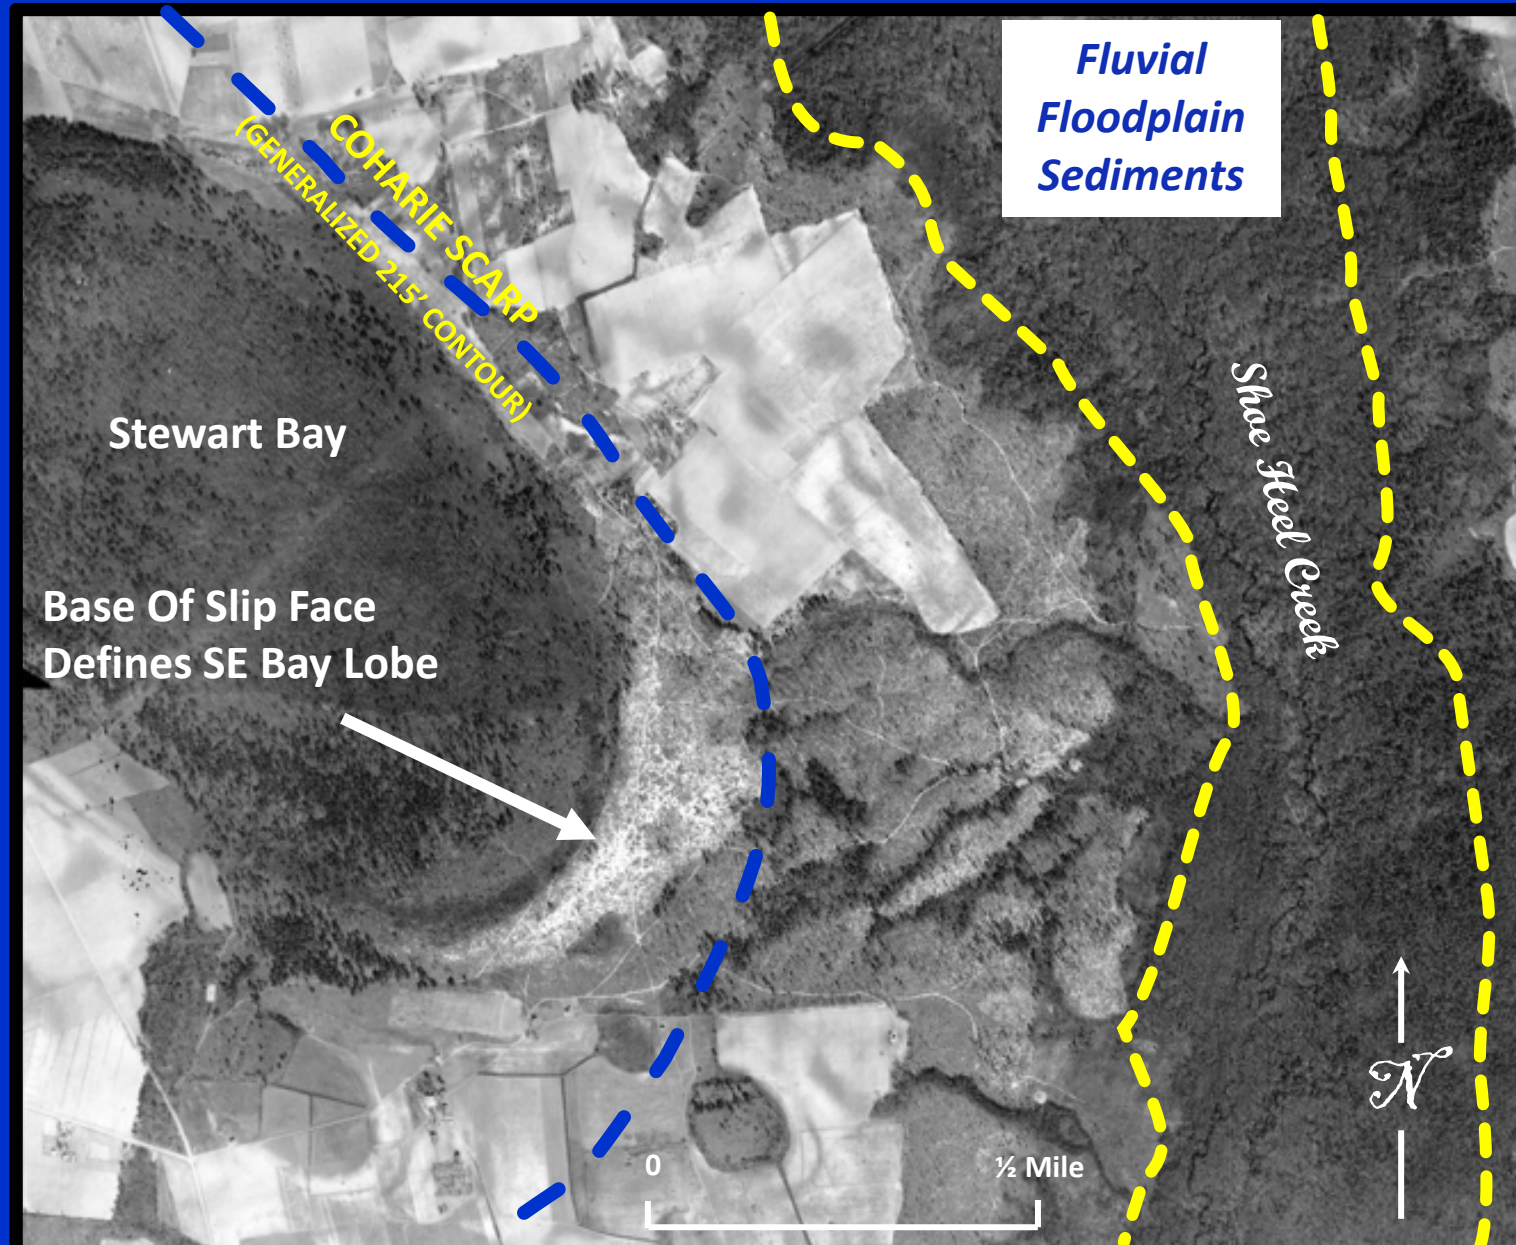 Fluvial
Floodplain
Sediments
COHARIE SCARP
(GENERALIZED 215' CONTOUR)
Stewart Bay
Shoe Heel Creek
Base Of Slip Face
Defines SE Bay Lobe
N
0 ½ Mile